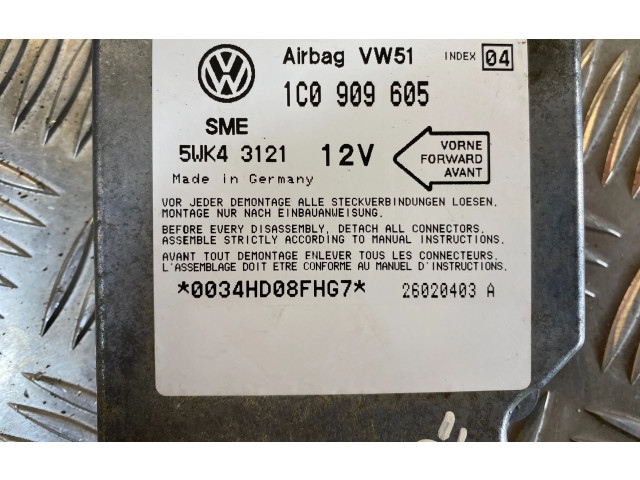 Airbag VW51 INDEX 04
1C0 909 605
SME
5WK4 3121 12V
VORNE
FORWARD
AVANT
Made in Germany
VOR JEDER DEMONTAGE ALLE STECKVERBINDUNGEN LOESEN.
MONTAGE NUR NACH EINBAUANWEISUNG.
BEFORE EVERY DISASSEMBLY, DETACH ALL CONNECTORS.
ASSEMBLE STRICTLY ACCORDING TO MANUAL INSTRUCTIONS.
AVANT TOUT DEMONTAGE ENLEVER TOUS LES CONNECTEURS.
L'ASSEMBLAGE DOIT ETRE CONFORME AU MANUEL D'INSTRUCTIONS.
*0034HD08FHG7* 26020403 A